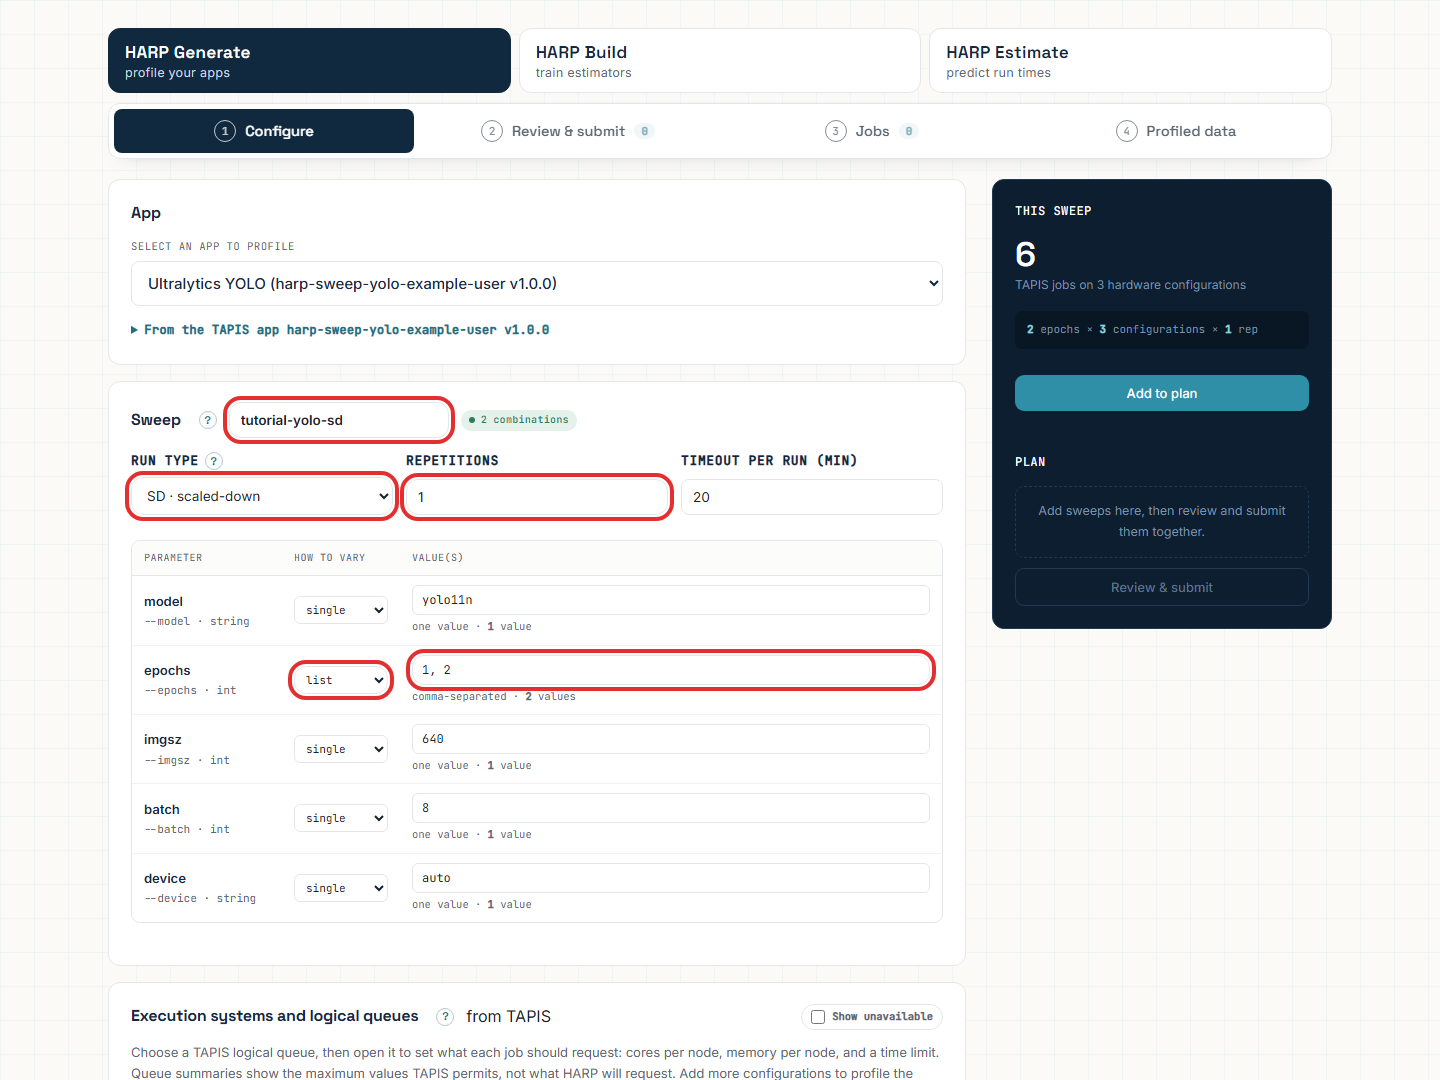 HARP Generate
profile your apps
HARP Build
train estimators
HARP Estimate
predict run times
1 Configure
2 Review & submit 0
3 Jobs 0
4 Profiled data
App
SELECT AN APP TO PROFILE
Ultralytics YOLO (harp-sweep-yolo-example-user v1.0.0)
From the TAPIS app harp-sweep-yolo-example-user v1.0.0
Sweep ? tutorial-yolo-sd 2 combinations
RUN TYPE ? REPETITIONS TIMEOUT PER RUN (MIN)
SD · scaled-down 1 20
PARAMETER HOW TO VARY VALUE(S)
model
--model · string
single
yolo11n
one value · 1 value
epochs
--epochs · int
list
1, 2
comma-separated · 2 values
imgsz
--imgsz · int
single
640
one value · 1 value
batch
--batch · int
single
8
one value · 1 value
device
--device · string
single
auto
one value · 1 value
Execution systems and logical queues ? from TAPIS Show unavailable
Choose a TAPIS logical queue, then open it to set what each job should request: cores per node, memory per node, and a time limit.
Queue summaries show the maximum values TAPIS permits, not what HARP will request. Add more configurations to profile the
THIS SWEEP
6
TAPIS jobs on 3 hardware configurations
2 epochs × 3 configurations × 1 rep
Add to plan
PLAN
Add sweeps here, then review and submit
them together.
Review & submit